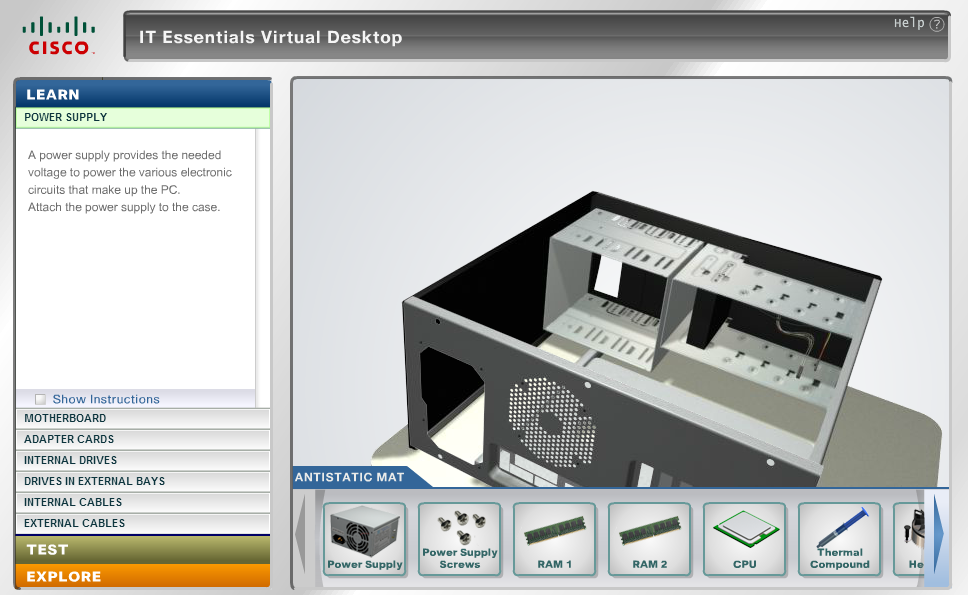 CISCO
IT Essentials Virtual Desktop
Help ?
LEARN
POWER SUPPLY
A power supply provides the needed
voltage to power the various electronic
circuits that make up the PC.
Attach the power supply to the case.
Show Instructions
MOTHERBOARD
ADAPTER CARDS
INTERNAL DRIVES
DRIVES IN EXTERNAL BAYS
INTERNAL CABLES
EXTERNAL CABLES
TEST
EXPLORE
ANTISTATIC MAT
Power Supply
Power Supply
Screws
RAM 1
RAM 2
CPU
Thermal
Compound
He